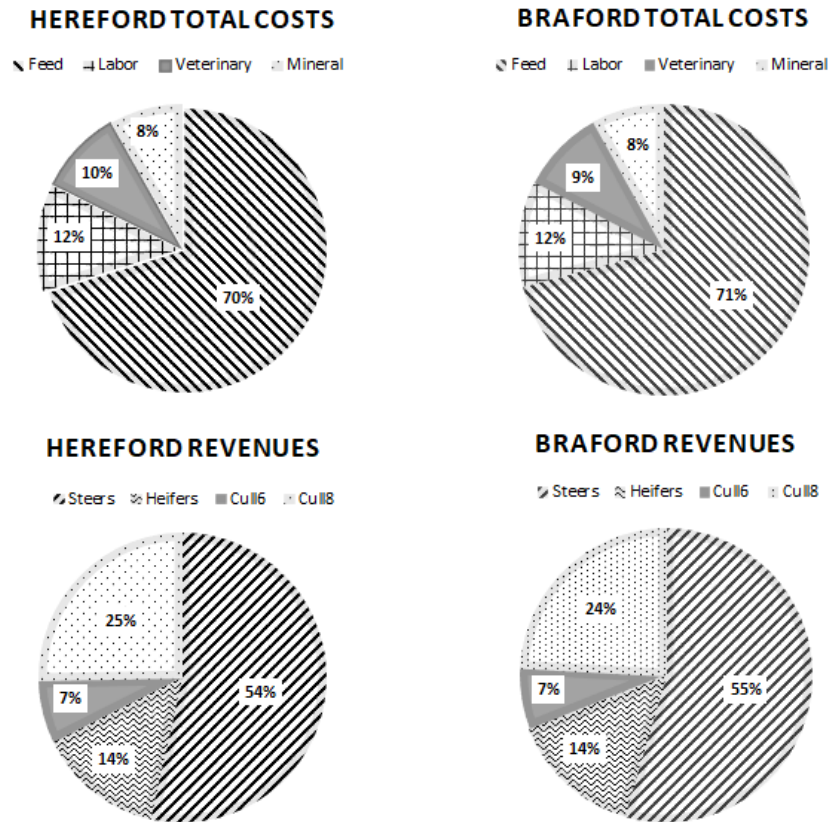 HEREFORD TOTAL COSTS
Feed Labor Veterinary Mineral
8%
10%
12%
70%
BRAFORD TOTAL COSTS
Feed Labor Veterinary Mineral
8%
9%
12%
71%
HEREFORD REVENUES
Steers Heifers Cull6 Cull8
25%
7%
54%
14%
BRAFORD REVENUES
Steers Heifers Cull6 Cull8
24%
7%
55%
14%